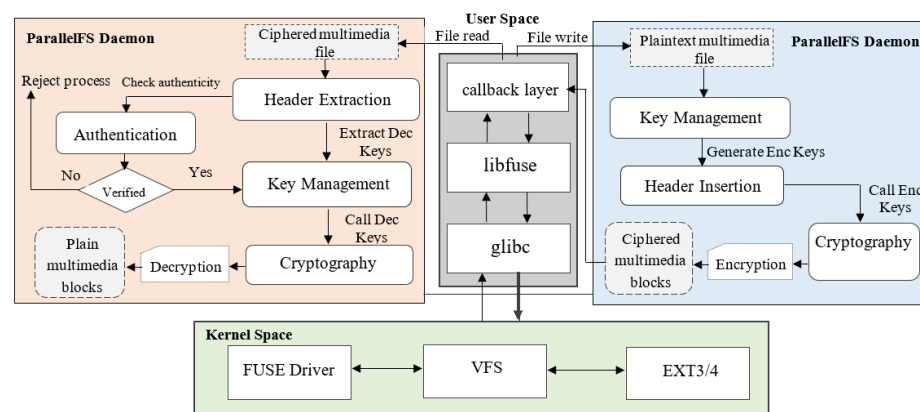 User Space
ParallelFS Daemon
Ciphered multimedia
file
File read
File write
Plaintext multimedia
file
ParallelFS Daemon
Reject process
Check authenticity
Header Extraction
callback layer
Key Management
Authentication
Extract Dec
Keys
Generate Enc Keys
libfuse
No
Verified
Yes
Key Management
Header Insertion
Call Dec
Keys
Call Enc
Keys
Plain
multimedia
blocks
Decryption
Cryptography
glibc
Ciphered
multimedia
blocks
Encryption
Cryptography
Kernel Space
FUSE Driver
VFS
EXT3/4